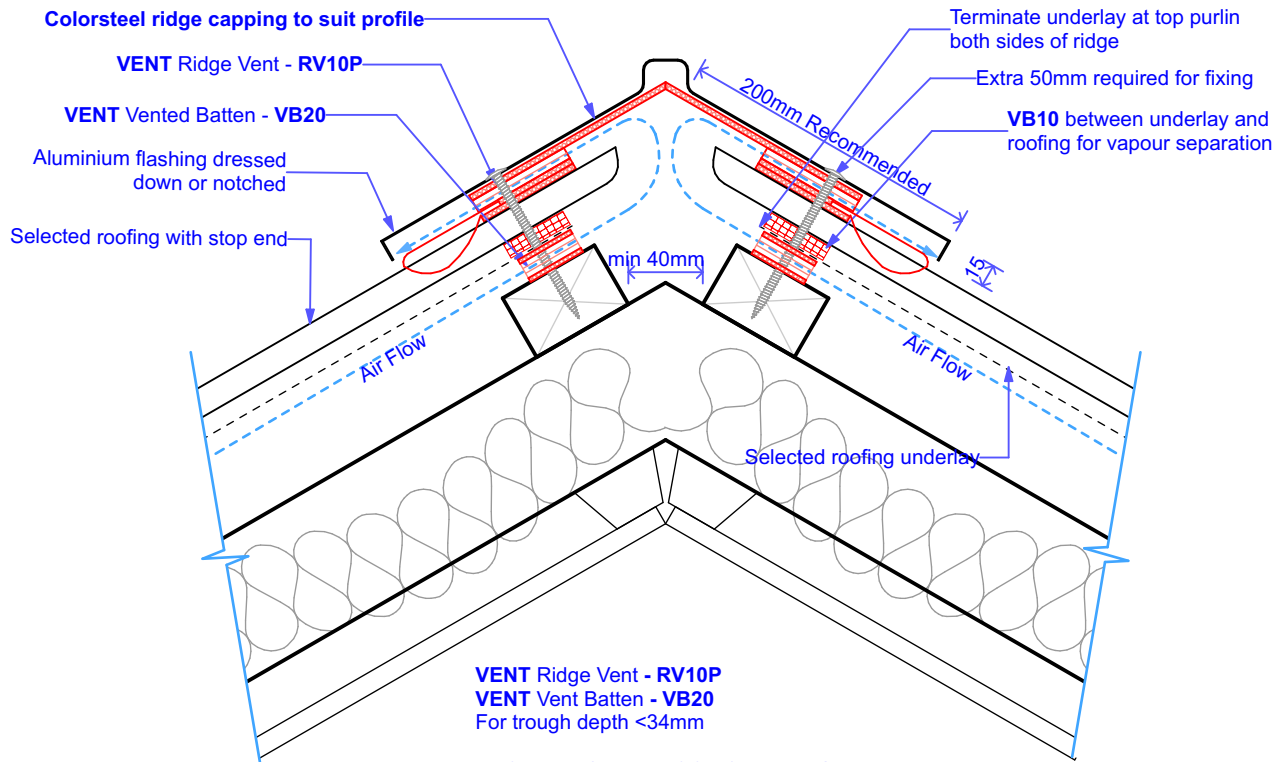 Colorsteel ridge capping to suit profile
VENT Ridge Vent - RV10P
VENT Vented Batten - VB20
Aluminium flashing dressed
down or notched
Selected roofing with stop end
Terminate underlay at top purlin
both sides of ridge
Extra 50mm required for fixing
VB10 between underlay and
roofing for vapour separation
200mm Recommended
min 40mm
15
Air Flow
Air Flow
Selected roofing underlay
VENT Ridge Vent - RV10P
VENT Vent Batten - VB20
For trough depth <34mm